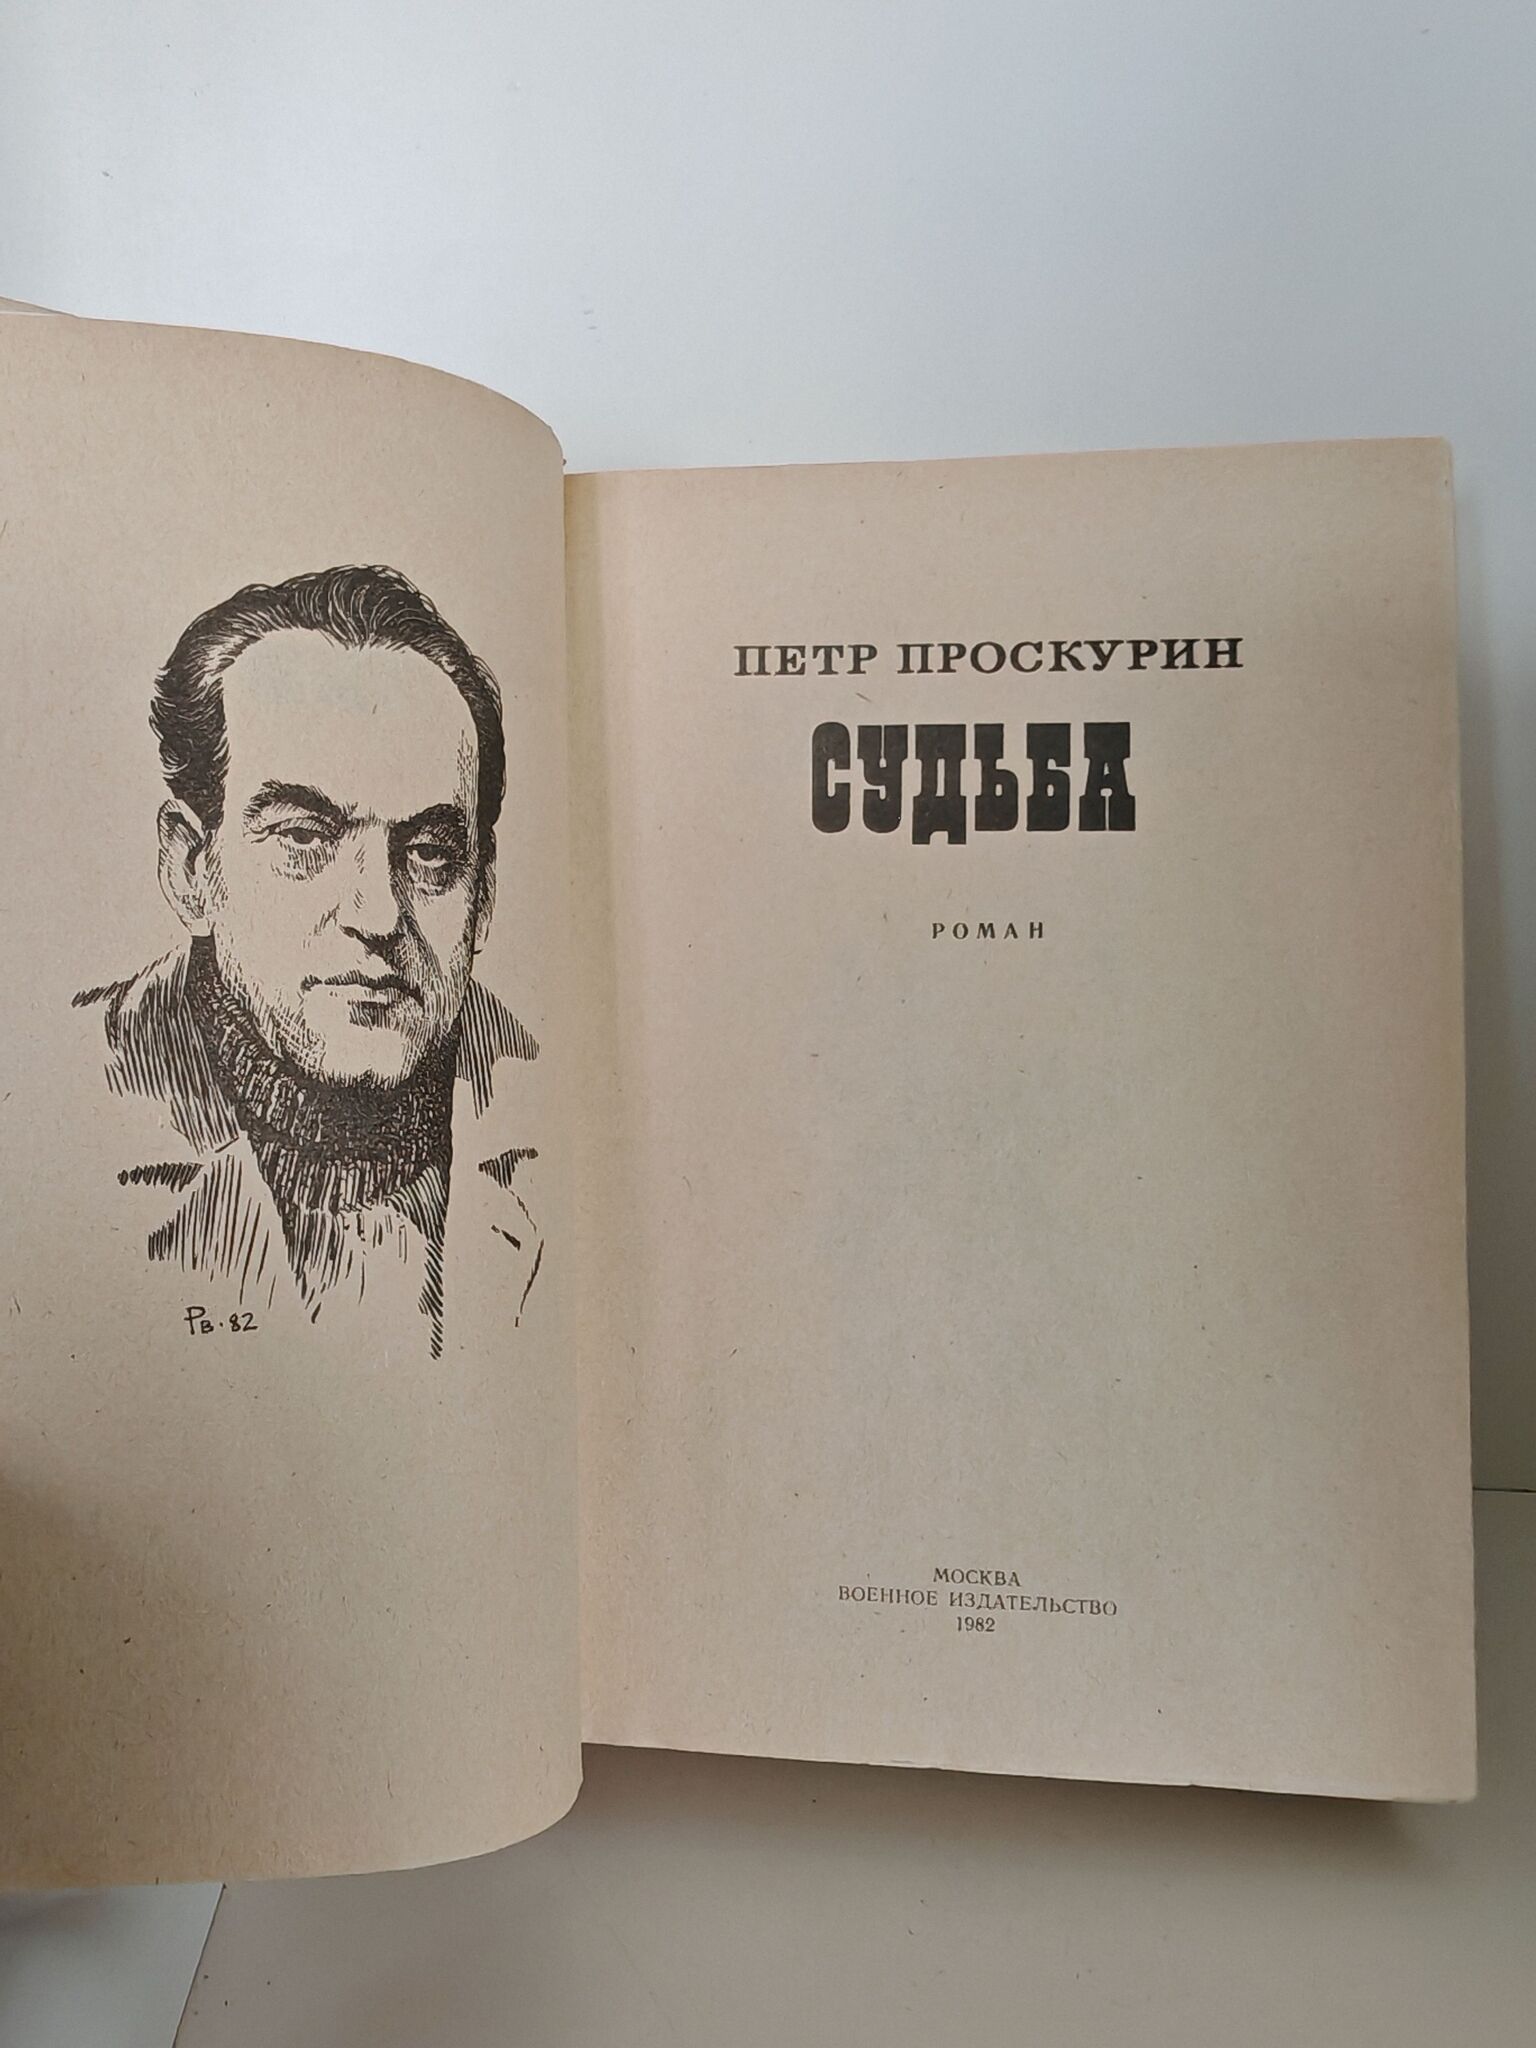 Рв.82
ПЕТР ПРОСКУРИН
СУДЬБА
РОМАН
МОСКВА
ВОЕННОЕ ИЗДАТЕЛЬСТВО
1982